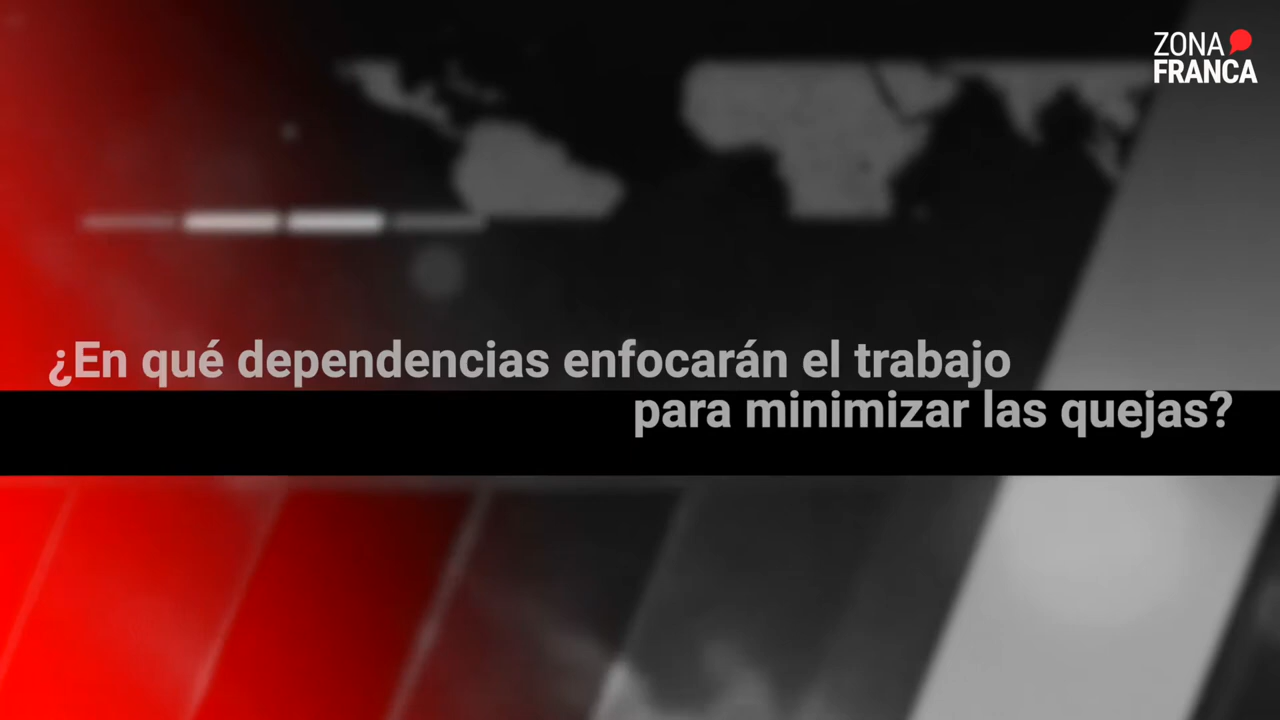 ZONA
FRANCA
¿En qué dependencias enfocarán el trabajo
para minimizar las quejas?